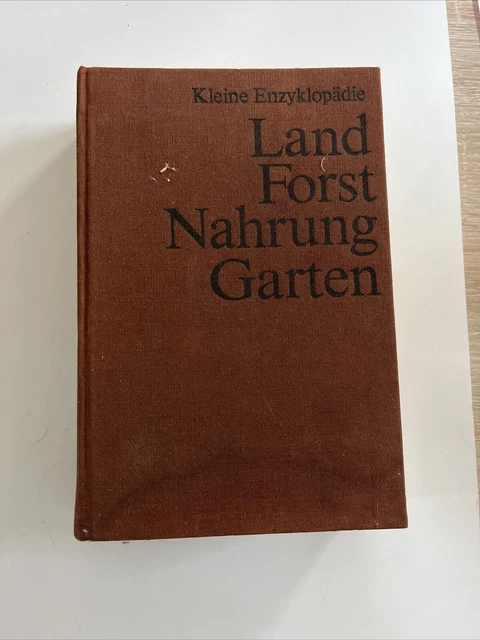 Kleine Enzyklopädie
Land
Forst
Nahrung
Garten